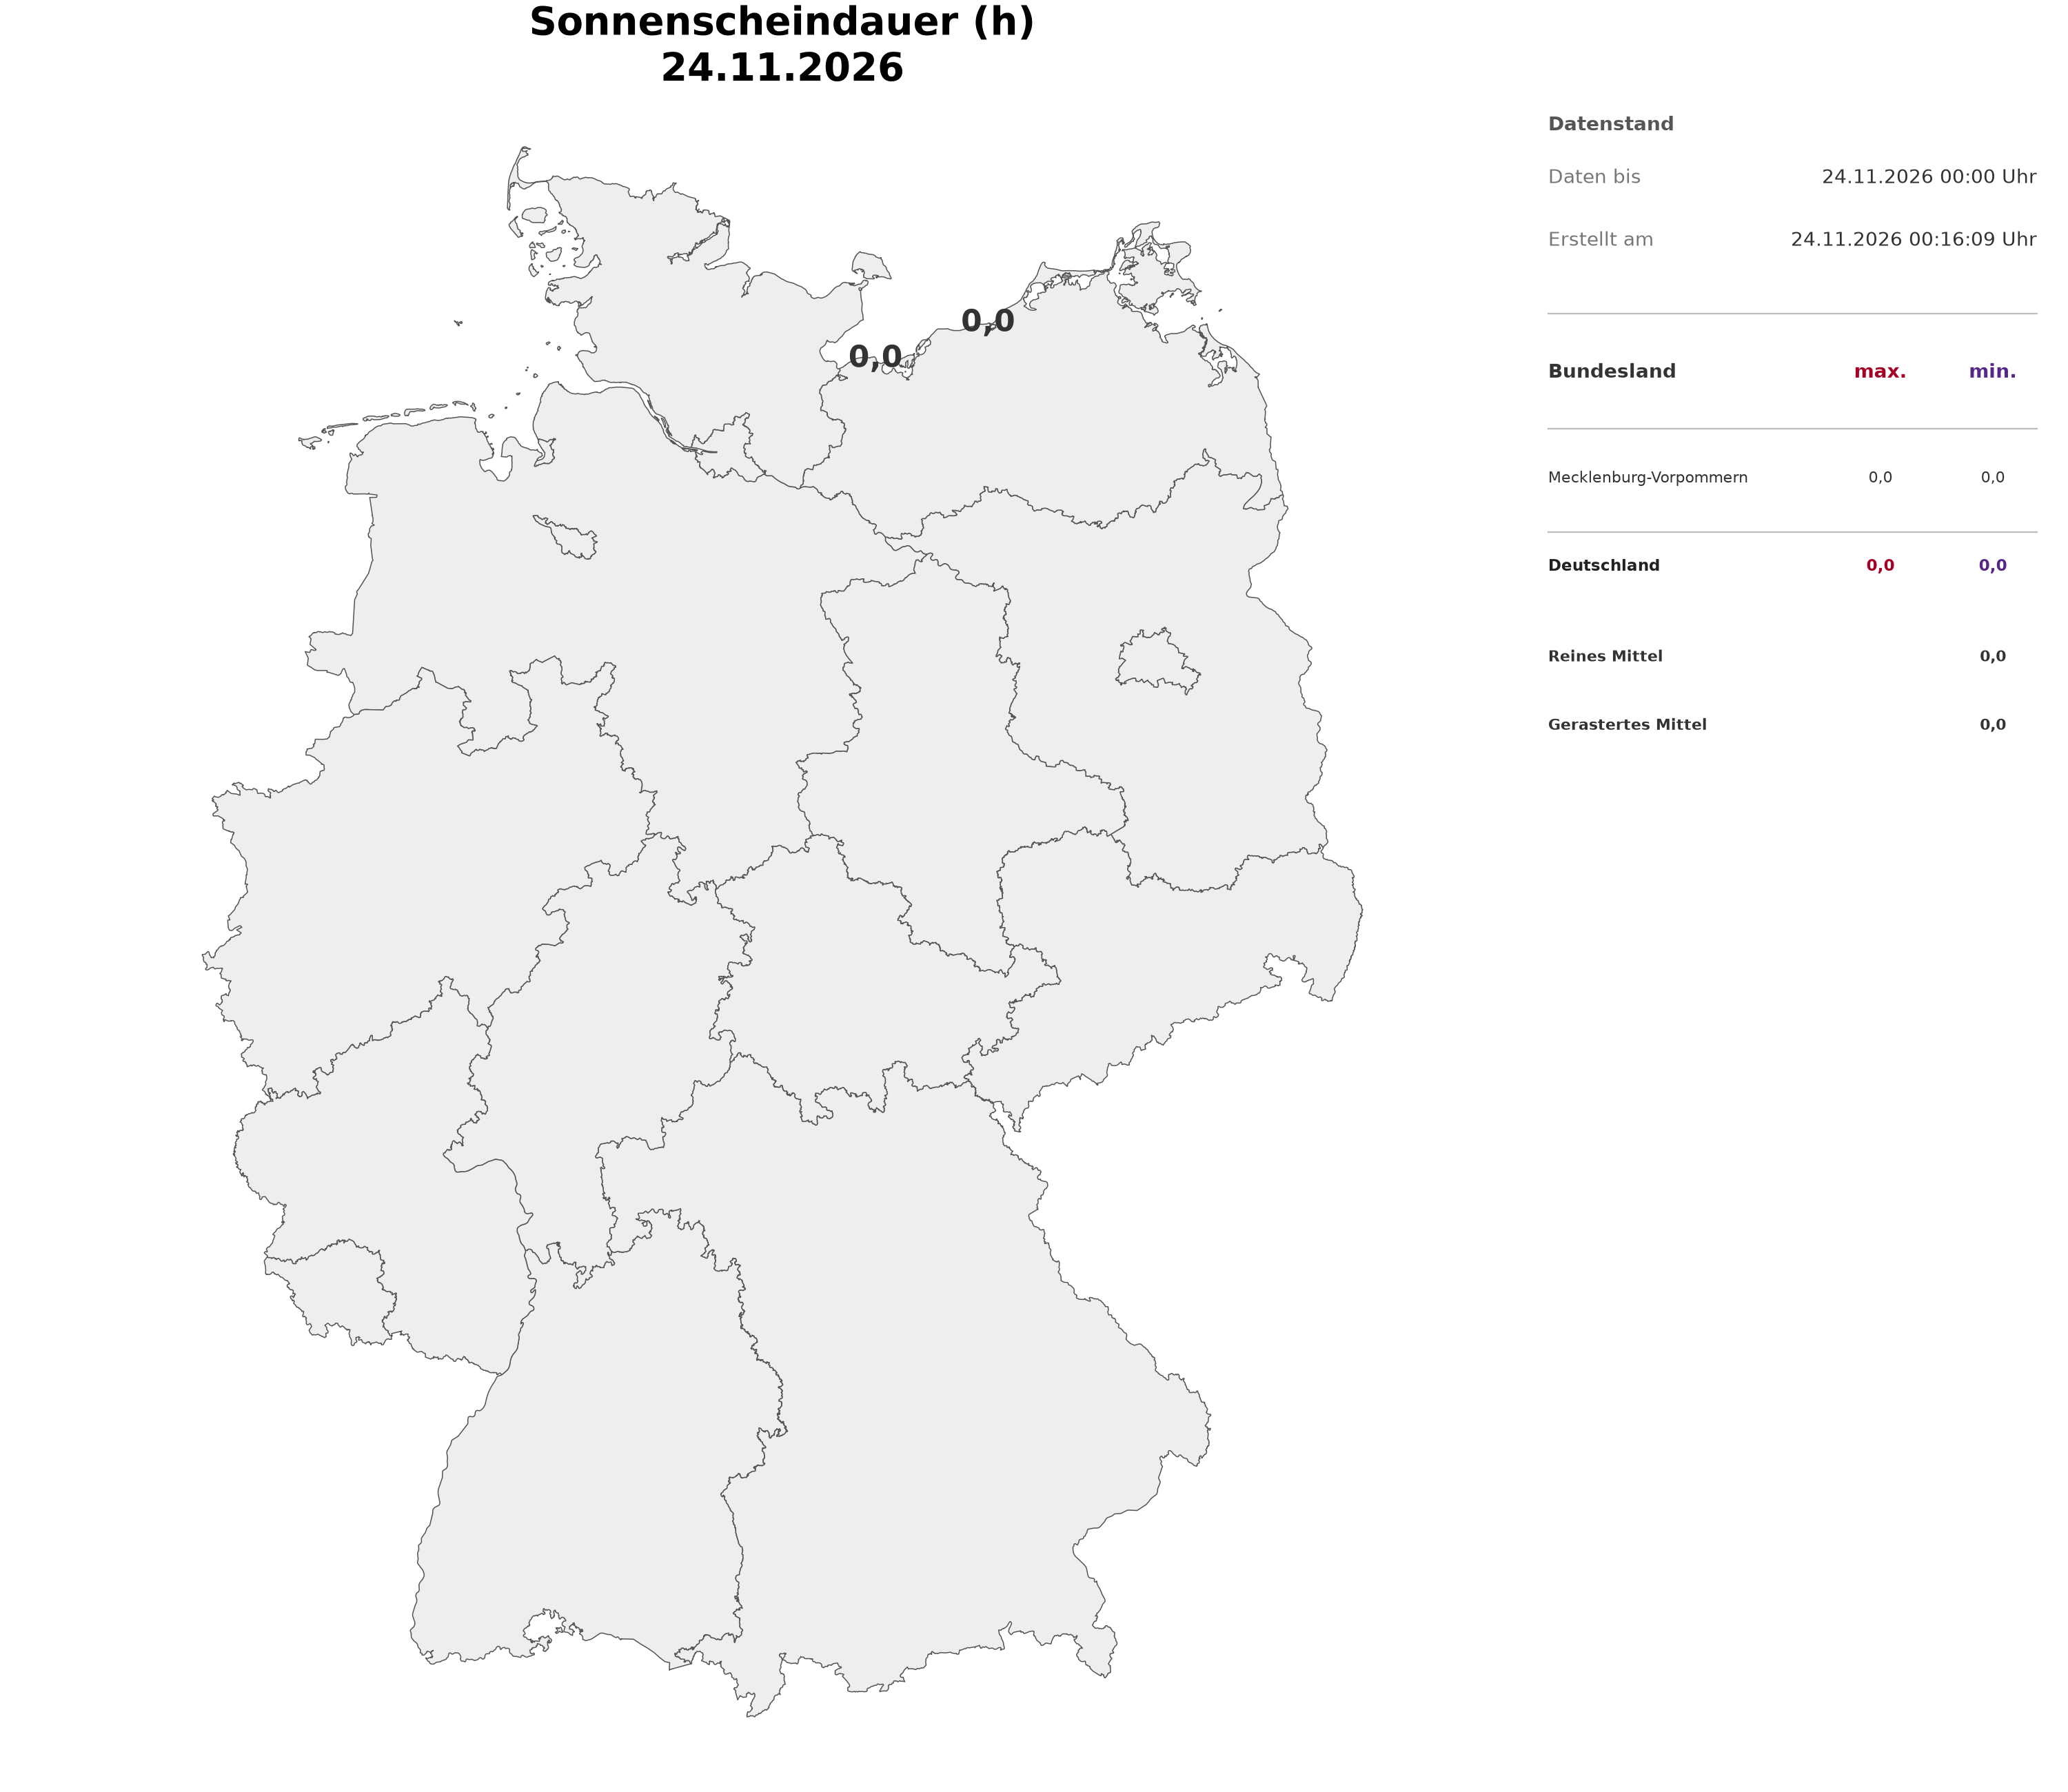 Sonnenscheindauer (h)
24.11.2026
Datenstand
Daten bis 24.11.2026 00:00 Uhr
Erstellt am 24.11.2026 00:16:09 Uhr
0,0
0,0
Bundesland max. min.
Mecklenburg-Vorpommern 0,0 0,0
Deutschland 0,0 0,0
Reines Mittel 0,0
Gerastertes Mittel 0,0